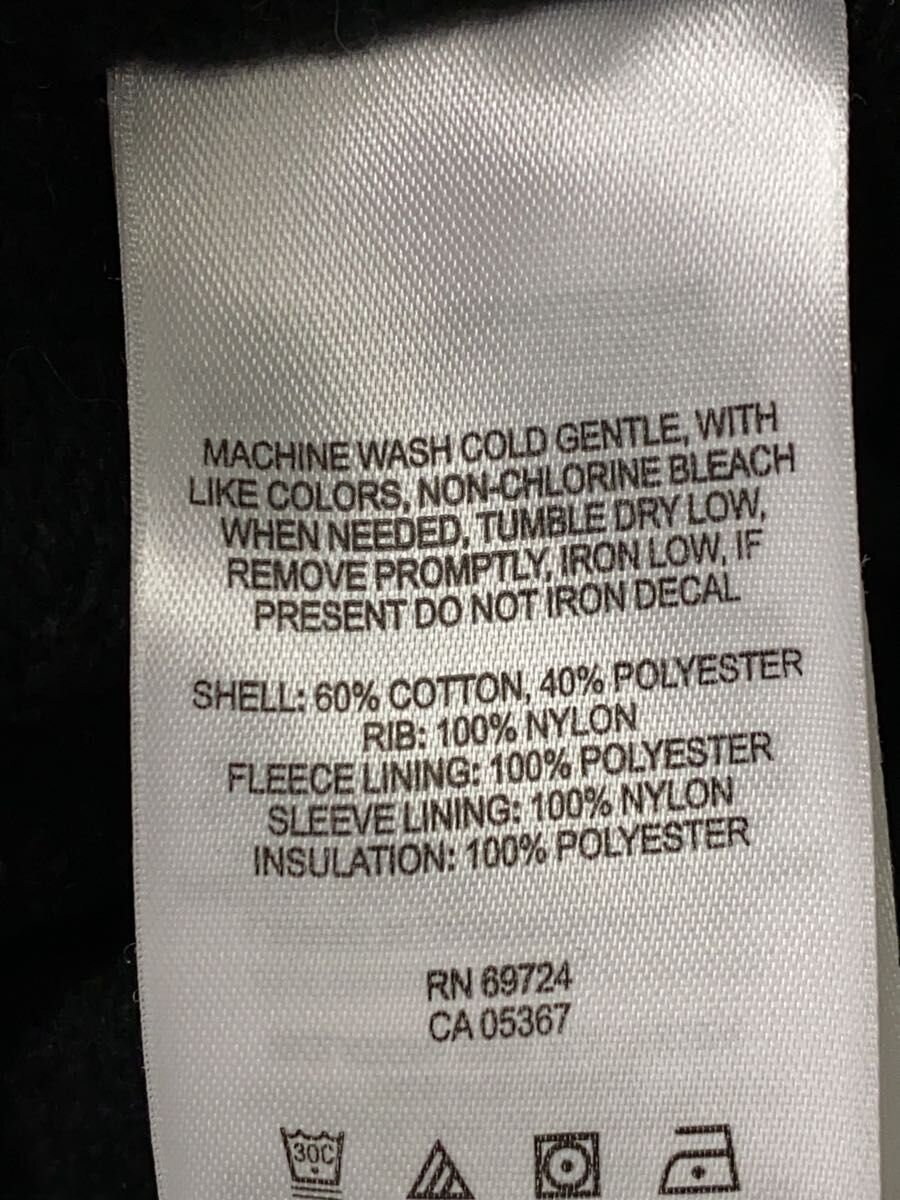 MACHINE WASH COLD GENTLE, WITH
LIKE COLORS, NON-CHLORINE BLEACH
WHEN NEEDED, TUMBLE DRY LOW,
REMOVE PROMPTLY, IRON LOW, IF
PRESENT DO NOT IRON DECAL
SHELL: 60% COTTON, 40% POLYESTER
RIB: 100% NYLON
FLEECE LINING: 100% POLYESTER
SLEEVE LINING: 100% NYLON
INSULATION: 100% POLYESTER
RN 69724
CA 05367
30C